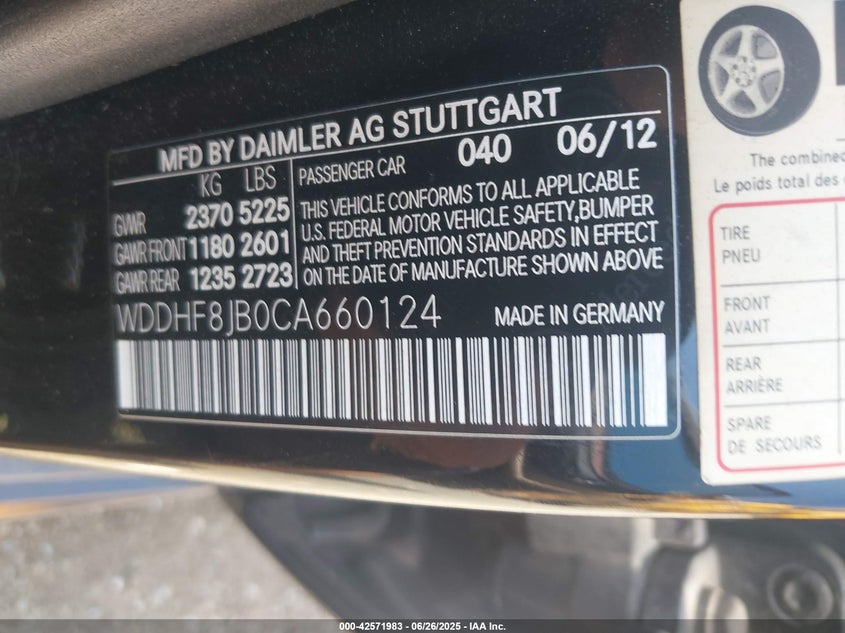 MFD BY DAIMLER AG STUTTGART
KG LBS
GVWR 2370 5225
GAWR FRONT 1180 2601
GAWR REAR 1235 2723
PASSENGER CAR 040 06/12
THIS VEHICLE CONFORMS TO ALL APPLICABLE
U.S. FEDERAL MOTOR VEHICLE SAFETY,BUMPER
AND THEFT PREVENTION STANDARDS IN EFFECT
ON THE DATE OF MANUFACTURE SHOWN ABOVE
WDDHF8JB0CA660124
MADE IN GERMANY
The combined
Le poids total des
TIRE
PNEU
FRONT
AVANT
REAR
ARRIÈRE
SPARE
DE SECOURS
000-42571983 / 06/26/2025 - IAA Inc.